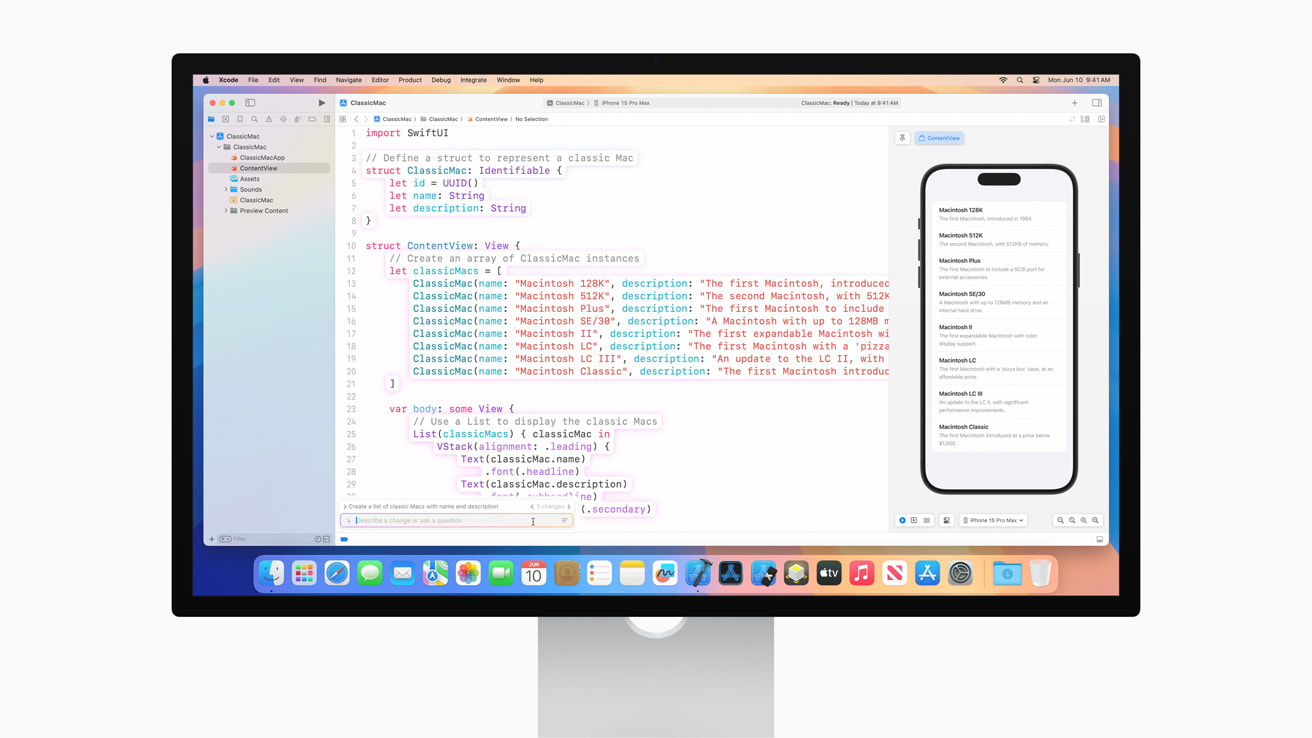 Xcode File Edit View Find Navigate Editor Product Debug Integrate Window Help
Mon Jun 10 9:41 AM
ClassicMac
ClassicMac
ClassicMacApp
ContentView
Assets
Sounds
ClassicMac
Preview Content
Filter
ClassicMac
ClassicMac 〉 iPhone 15 Pro Max
ClassicMac: Ready | Today at 9:41 AM
ClassicMac 〉 ClassicMac 〉 ContentView 〉 No Selection
1 import SwiftUI
2
3 // Define a struct to represent a classic Mac
4 struct ClassicMac: Identifiable {
5 let id = UUID()
6 let name: String
7 let description: String
8 }
9
10 struct ContentView: View {
11 // Create an array of ClassicMac instances
12 let classicMacs = [
13 ClassicMac(name: "Macintosh 128K", description: "The first Macintosh, introduced
14 ClassicMac(name: "Macintosh 512K", description: "The second Macintosh, with 512K
15 ClassicMac(name: "Macintosh Plus", description: "The first Macintosh to include
16 ClassicMac(name: "Macintosh SE/30", description: "A Macintosh with up to 128MB m
17 ClassicMac(name: "Macintosh II", description: "The first expandable Macintosh wi
18 ClassicMac(name: "Macintosh LC", description: "The first Macintosh with a 'pizza
19 ClassicMac(name: "Macintosh LC III", description: "An update to the LC II, with
20 ClassicMac(name: "Macintosh Classic", description: "The first Macintosh introduc
21 ]
22
23 var body: some View {
24 // Use a List to display the classic Macs
25 List(classicMacs) { classicMac in
26 VStack(alignment: .leading) {
27 Text(classicMac.name)
28 .font(.headline)
29 Text(classicMac.description)
.font(.subheadline)
(.secondary)
Create a list of classic Macs with name and description
3 changes
Describe a change or ask a question
ContentView
Macintosh 128K
The first Macintosh, introduced in 1984.
Macintosh 512K
The second Macintosh, with 512KB of memory.
Macintosh Plus
The first Macintosh to include a SCSI port for
external accessories.
Macintosh SE/30
A Macintosh with up to 128MB memory and an
internal hard drive.
Macintosh II
The first expandable Macintosh with color
display support.
Macintosh LC
The first Macintosh with a 'pizza box' case, at an
affordable price.
Macintosh LC III
An update to the LC II, with significant
performance improvements.
Macintosh Classic
The first Macintosh introduced at a price below
$1,000.
iPhone 15 Pro Max
JUN
10
tv